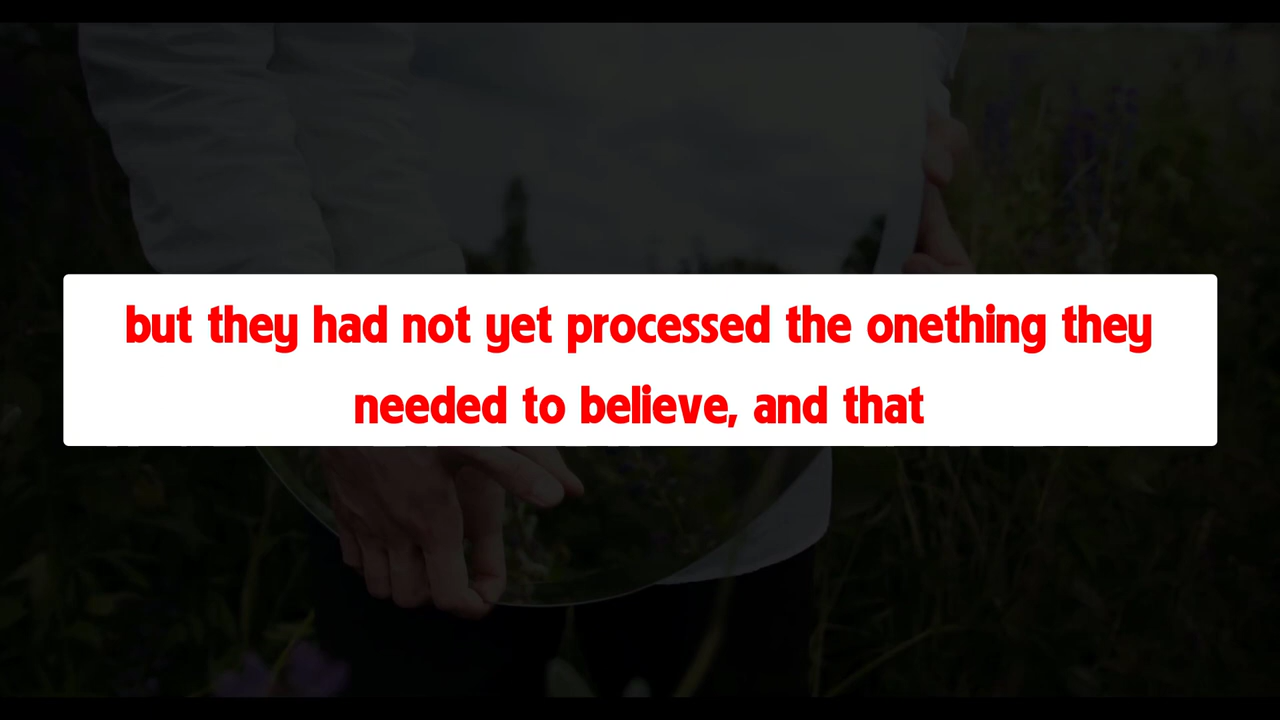 but they had not yet processed the onething they
needed to believe, and that